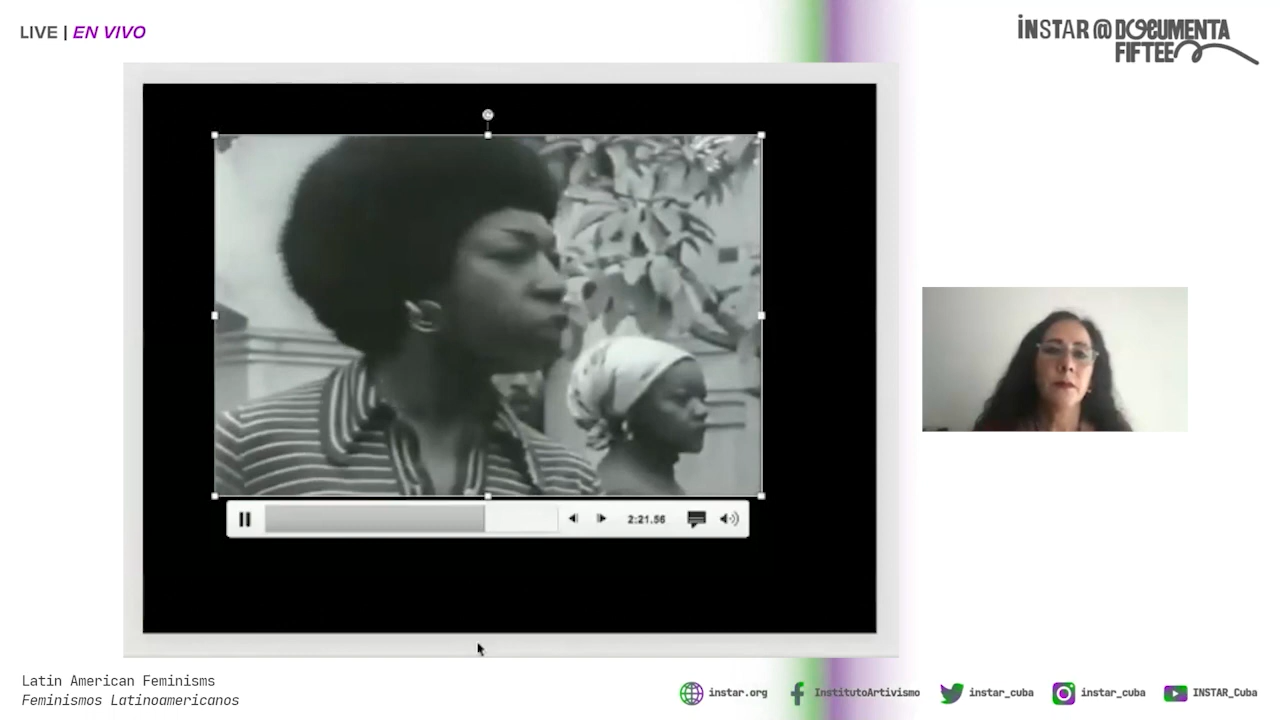 LIVE | EN VIVO
INSTAR @ DOCUMENTA
FIFTEEN
2:21.56
Latin American Feminisms
Feminismos Latinoamericanos
instar.org
InstitutoArtivismo
instar_cuba
instar_cuba
INSTAR_Cuba